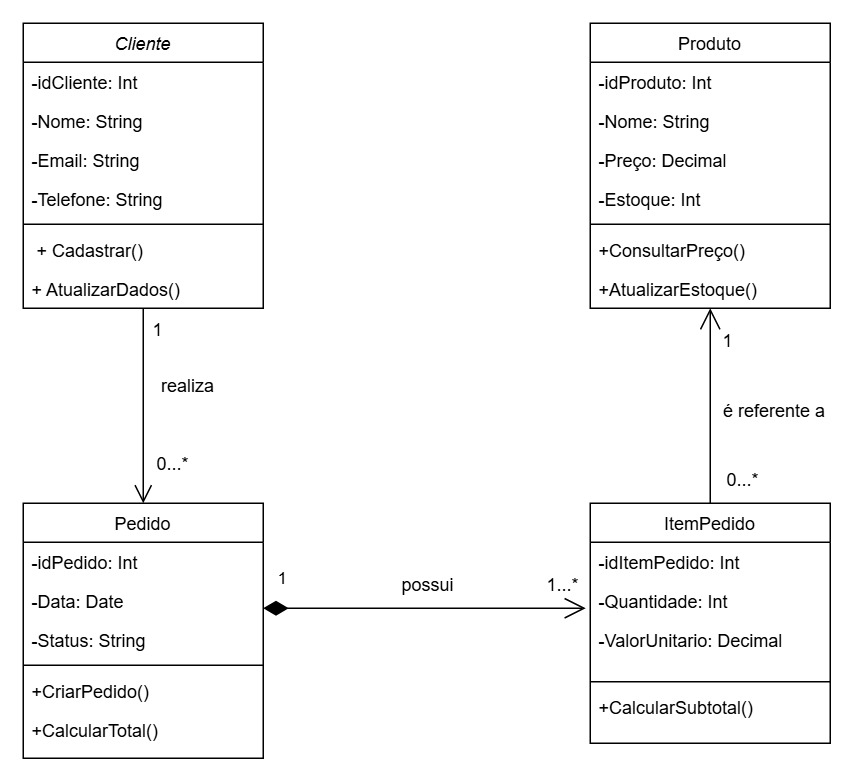 Cliente
-idCliente: Int
-Nome: String
-Email: String
-Telefone: String
+ Cadastrar()
+ AtualizarDados()
Produto
-idProduto: Int
-Nome: String
-Preço: Decimal
-Estoque: Int
+ConsultarPreço()
+AtualizarEstoque()
1
realiza
0...*
1
é referente a
0...*
Pedido
-idPedido: Int
-Data: Date
-Status: String
+CriarPedido()
+CalcularTotal()
1
possui
1...*
ItemPedido
-idItemPedido: Int
-Quantidade: Int
-ValorUnitario: Decimal
+CalcularSubtotal()